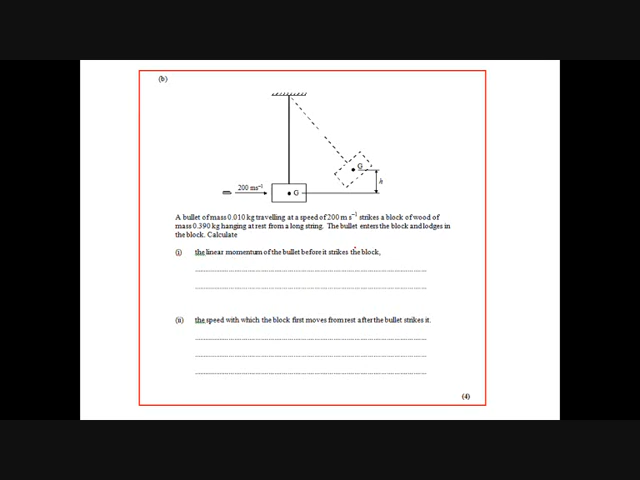 (b)
G
h
200 ms⁻¹
G
A bullet of mass 0.010 kg travelling at a speed of 200 m s⁻¹ strikes a block of wood of
mass 0.390 kg hanging at rest from a long string. The bullet enters the block and lodges in
the block. Calculate
(i) the linear momentum of the bullet before it strikes the block,
(ii) the speed with which the block first moves from rest after the bullet strikes it.
(4)